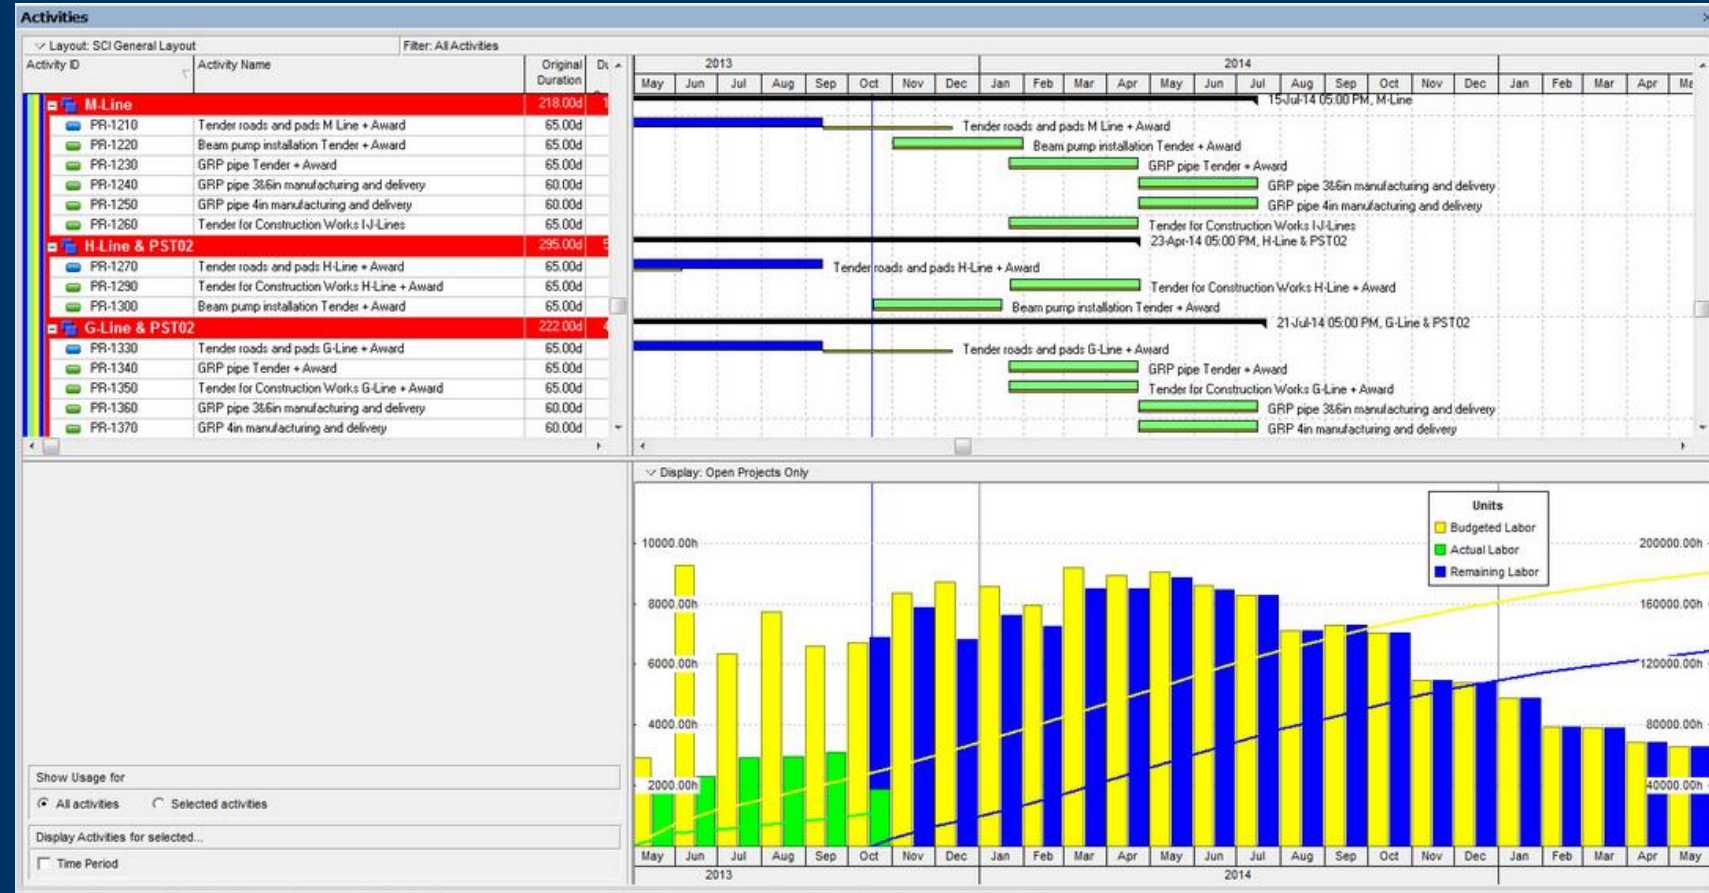 Activities
Layout: SCI General Layout Filter: All Activities
Activity ID Activity Name Original Duration
2013 2014
May Jun Jul Aug Sep Oct Nov Dec Jan Feb Mar Apr May Jun Jul Aug Sep Oct Nov Dec Jan Feb Mar Apr
M-Line 218.00d 15-Jul-14 05:00 PM, M-Line
PR-1210 Tender roads and pads M Line + Award 65.00d Tender roads and pads M Line + Award
PR-1220 Beam pump installation Tender + Award 65.00d Beam pump installation Tender + Award
PR-1230 GRP pipe Tender + Award 65.00d GRP pipe Tender + Award
PR-1240 GRP pipe 3&6in manufacturing and delivery 60.00d GRP pipe 3&6in manufacturing and delivery
PR-1250 GRP pipe 4in manufacturing and delivery 60.00d GRP pipe 4in manufacturing and delivery
PR-1260 Tender for Construction Works I-J-Lines 65.00d Tender for Construction Works I-J-Lines
H-Line & PST02 295.00d 23-Apr-14 05:00 PM, H-Line & PST02
PR-1270 Tender roads and pads H-Line + Award 65.00d Tender roads and pads H-Line + Award
PR-1290 Tender for Construction Works H-Line + Award 65.00d Tender for Construction Works H-Line + Award
PR-1300 Beam pump installation Tender + Award 65.00d Beam pump installation Tender + Award
G-Line & PST02 222.00d 21-Jul-14 05:00 PM, G-Line & PST02
PR-1330 Tender roads and pads G-Line + Award 65.00d Tender roads and pads G-Line + Award
PR-1340 GRP pipe Tender + Award 65.00d GRP pipe Tender + Award
PR-1350 Tender for Construction Works G-Line + Award 65.00d Tender for Construction Works G-Line + Award
PR-1360 GRP pipe 3&6in manufacturing and delivery 60.00d GRP pipe 3&6in manufacturing and delivery
PR-1370 GRP 4in manufacturing and delivery 60.00d GRP 4in manufacturing and delivery
Display: Open Projects Only
Units
Budgeted Labor
Actual Labor
Remaining Labor
10000.00h 200000.00h
8000.00h 160000.00h
6000.00h 120000.00h
4000.00h 80000.00h
2000.00h 40000.00h
Show Usage for
All activities Selected activities
Display Activities for selected...
Time Period
May Jun Jul Aug Sep Oct Nov Dec Jan Feb Mar Apr May Jun Jul Aug Sep Oct Nov Dec Jan Feb Mar Apr May
2013 2014